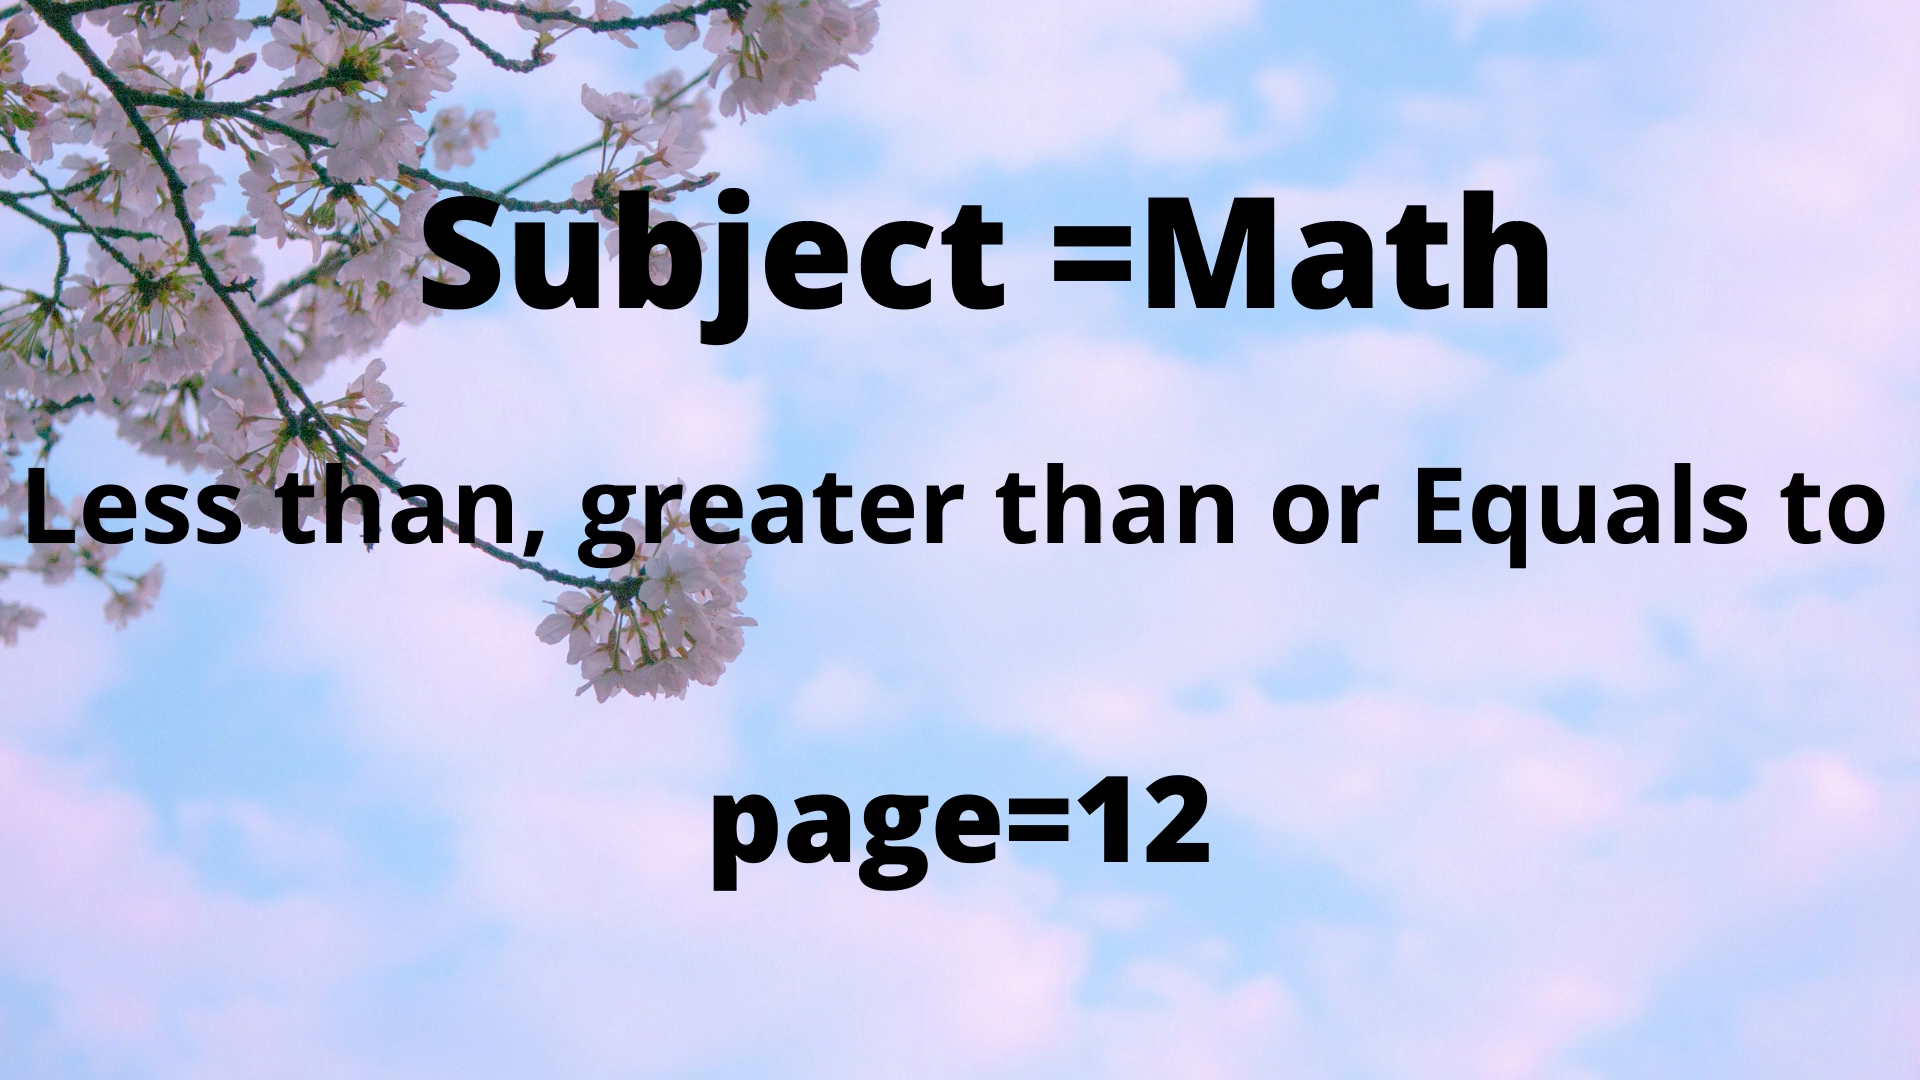 Subject =Math
Less than, greater than or Equals to
page=12